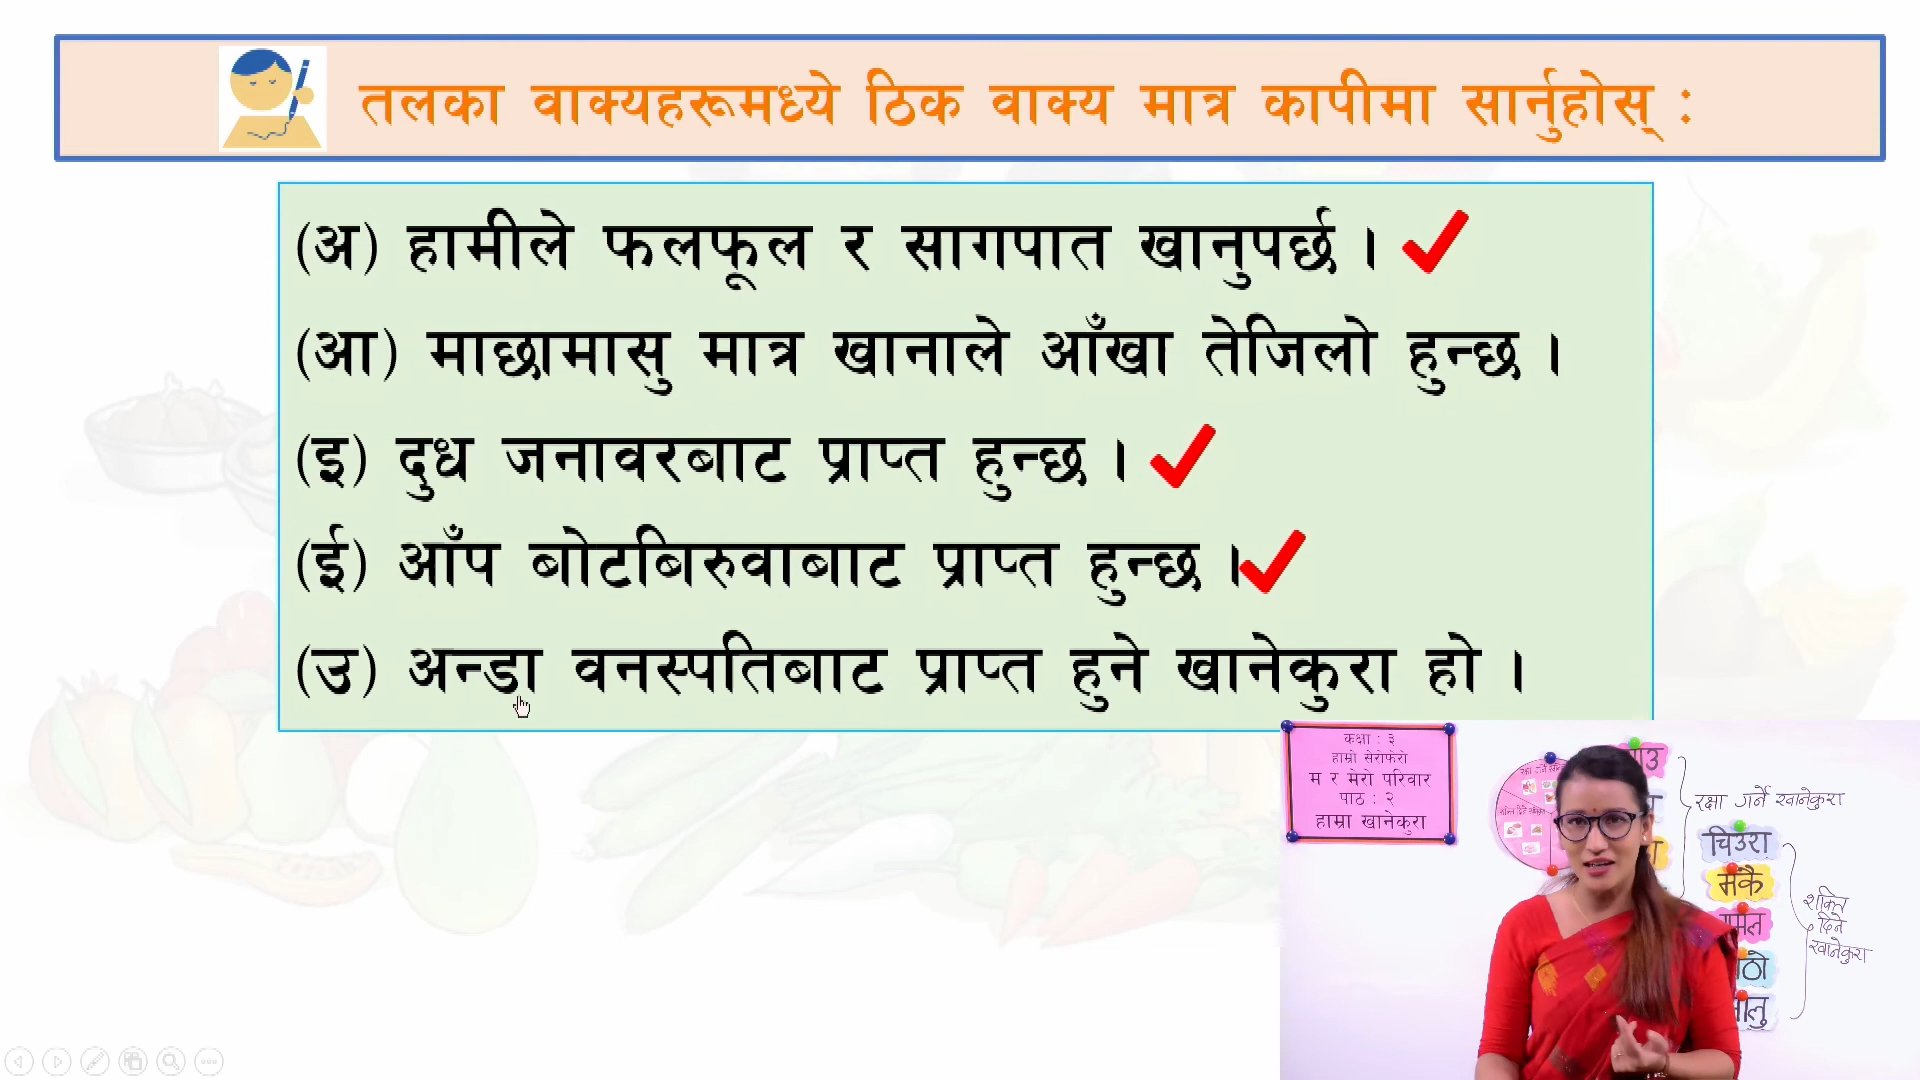 तलका वाक्यहरूमध्ये ठिक वाक्य मात्र कापीमा सार्नुहोस् :
(अ) हामीले फलफूल र सागपात खानुपर्छ ।
(आ) माछामासु मात्र खानाले आँखा तेजिलो हुन्छ ।
(इ) दुध जनावरबाट प्राप्त हुन्छ ।
(ई) आँप बोटबिरुवाबाट प्राप्त हुन्छ ।
(उ) अन्डा वनस्पतिबाट प्राप्त हुने खानेकुरा हो ।
कक्षा : ३
हाम्रो सेरोफेरो
म र मेरो परिवार
पाठ : २
हाम्रा खानेकुरा
रक्षा गर्ने खानेकुरा
चिउरा
मकै
शक्ति
दिने
खानेकुरा